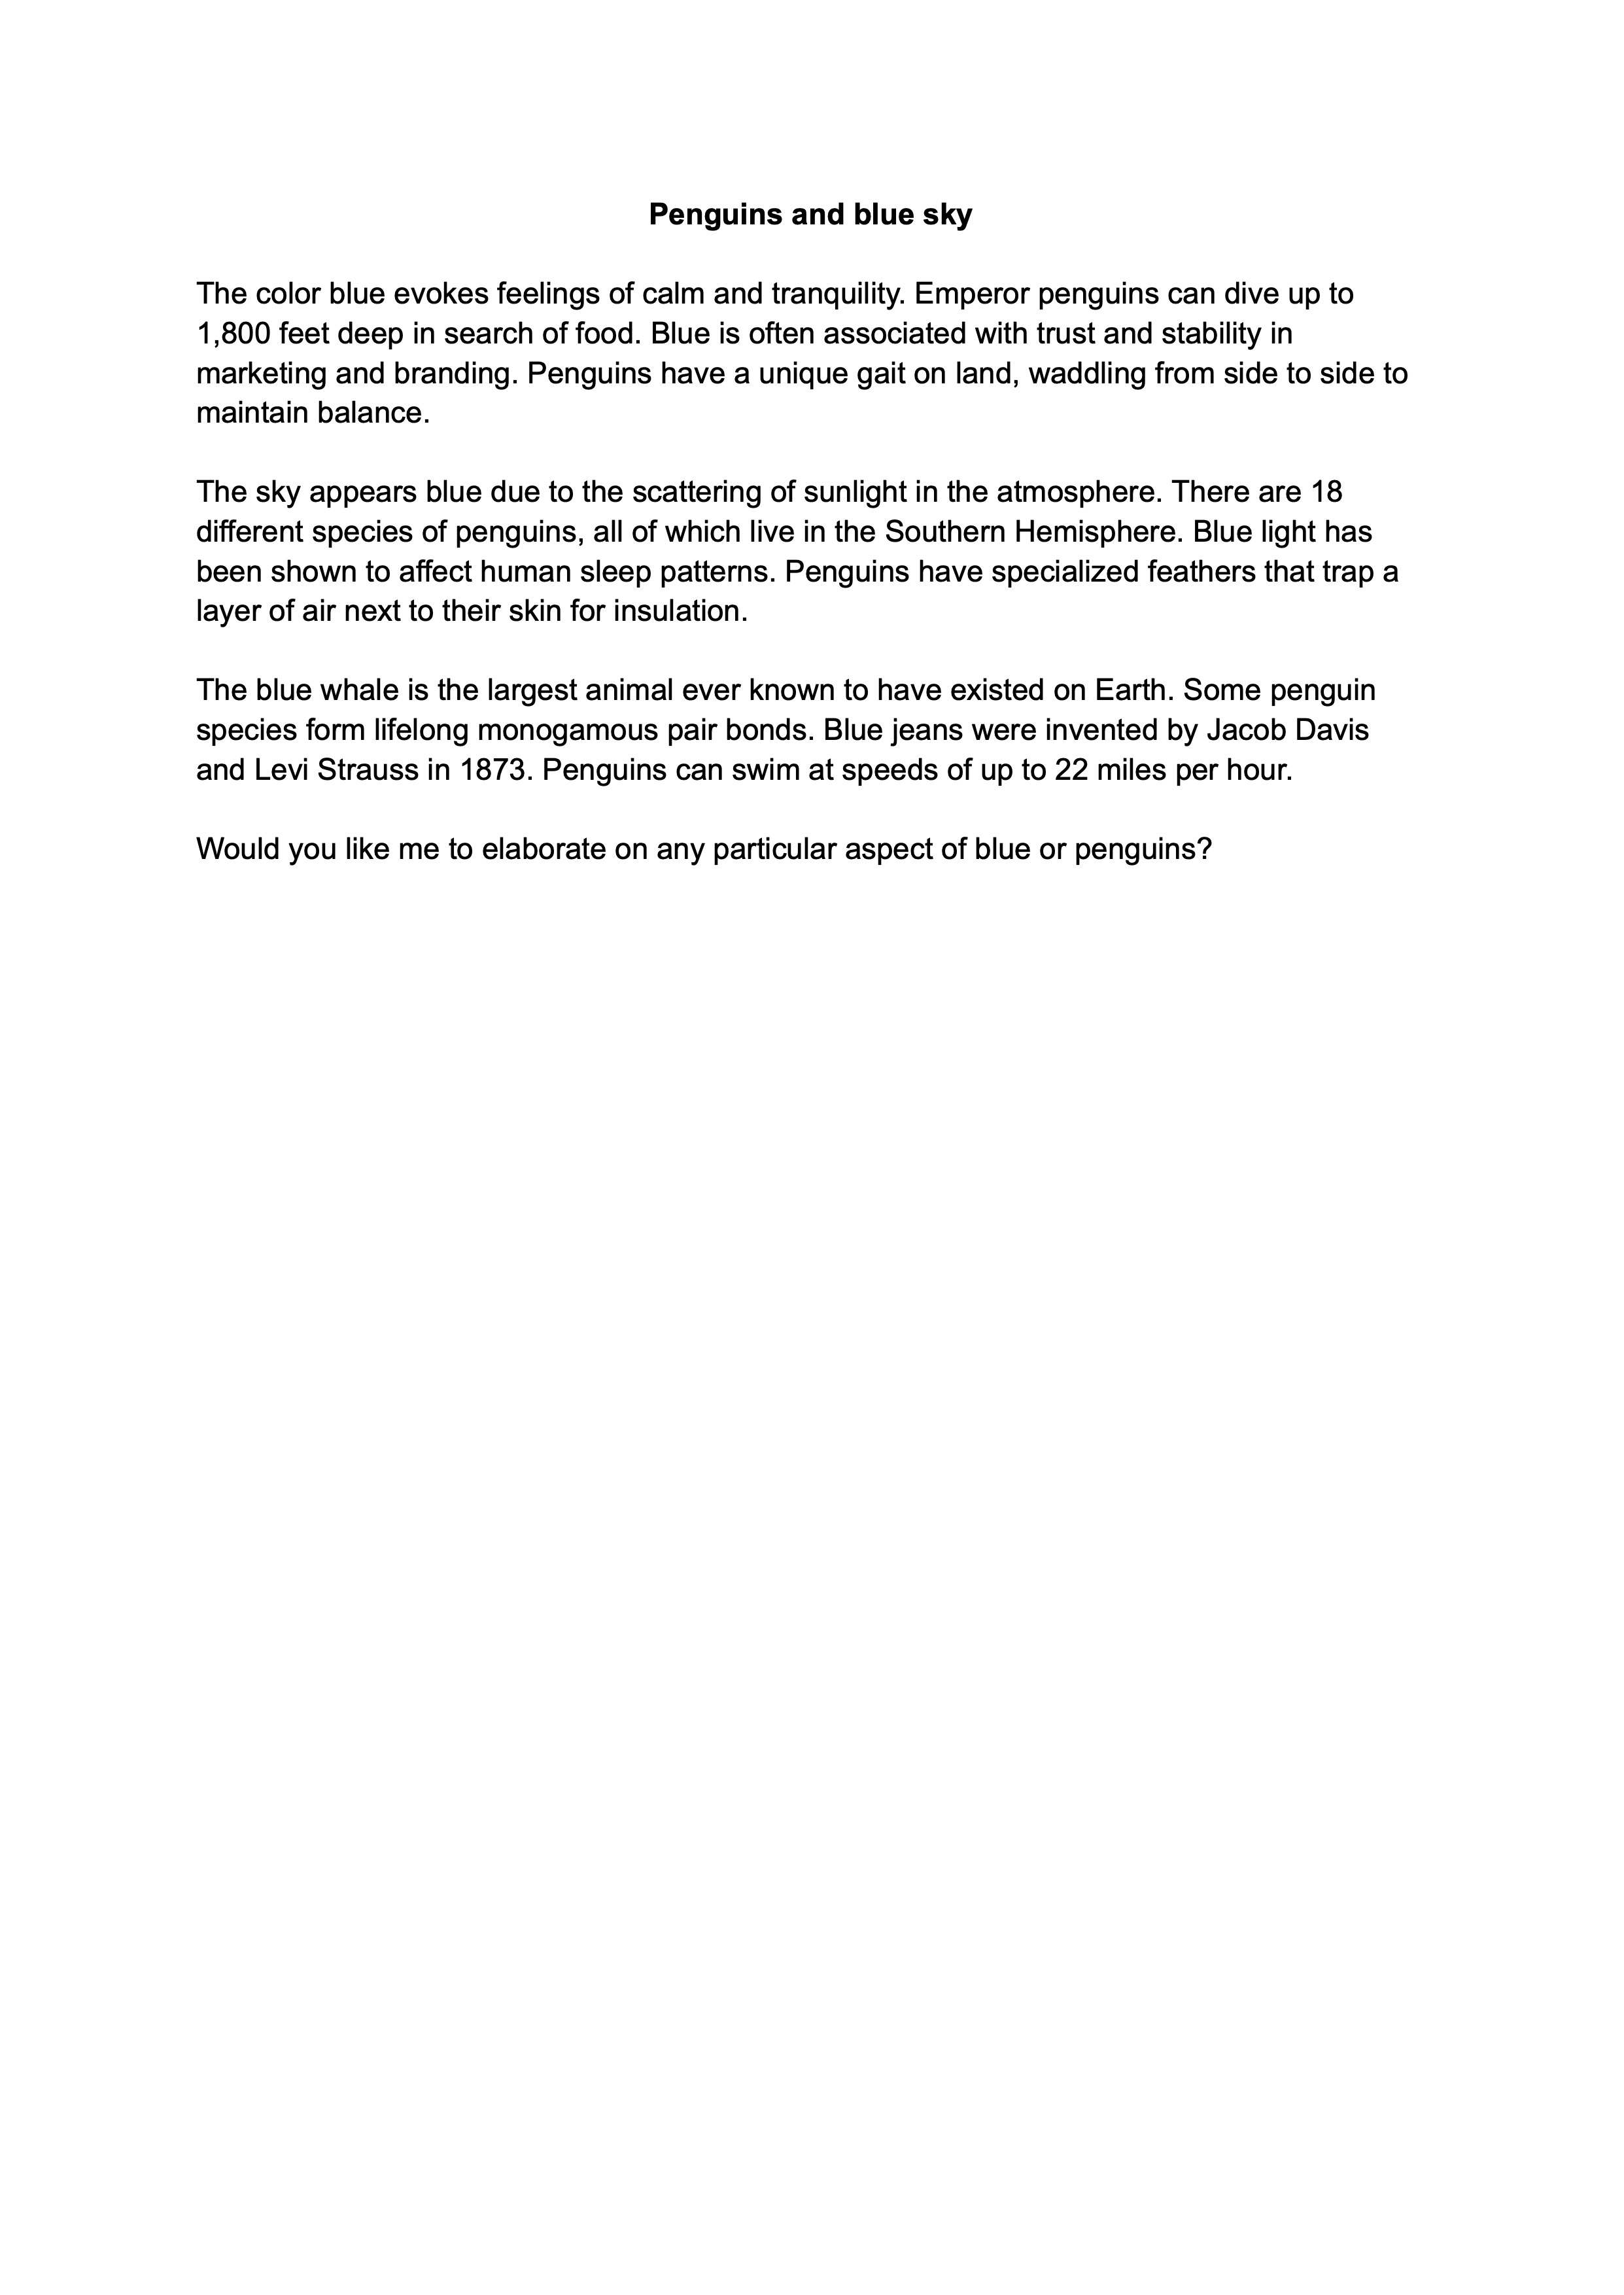 Penguins and blue sky
The color blue evokes feelings of calm and tranquility. Emperor penguins can dive up to
1,800 feet deep in search of food. Blue is often associated with trust and stability in
marketing and branding. Penguins have a unique gait on land, waddling from side to side to
maintain balance.
The sky appears blue due to the scattering of sunlight in the atmosphere. There are 18
different species of penguins, all of which live in the Southern Hemisphere. Blue light has
been shown to affect human sleep patterns. Penguins have specialized feathers that trap a
layer of air next to their skin for insulation.
The blue whale is the largest animal ever known to have existed on Earth. Some penguin
species form lifelong monogamous pair bonds. Blue jeans were invented by Jacob Davis
and Levi Strauss in 1873. Penguins can swim at speeds of up to 22 miles per hour.
Would you like me to elaborate on any particular aspect of blue or penguins?